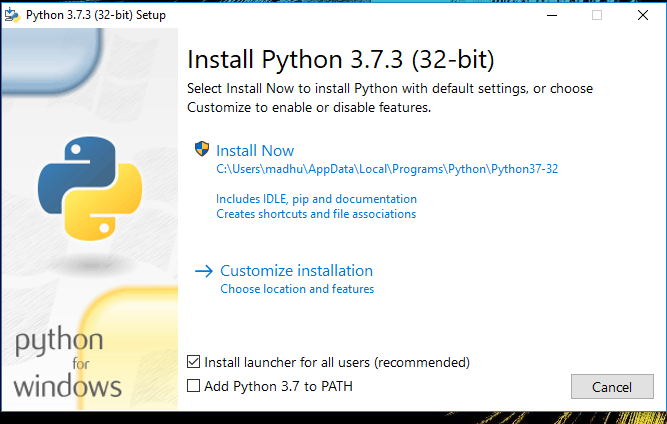 Python 3.7.3 (32-bit) Setup
Install Python 3.7.3 (32-bit)
Select Install Now to install Python with default settings, or choose
Customize to enable or disable features.
Install Now
C:\Users\madhu\AppData\Local\Programs\Python\Python37-32
Includes IDLE, pip and documentation
Creates shortcuts and file associations
Customize installation
Choose location and features
python
for
windows
Install launcher for all users (recommended)
Add Python 3.7 to PATH
Cancel